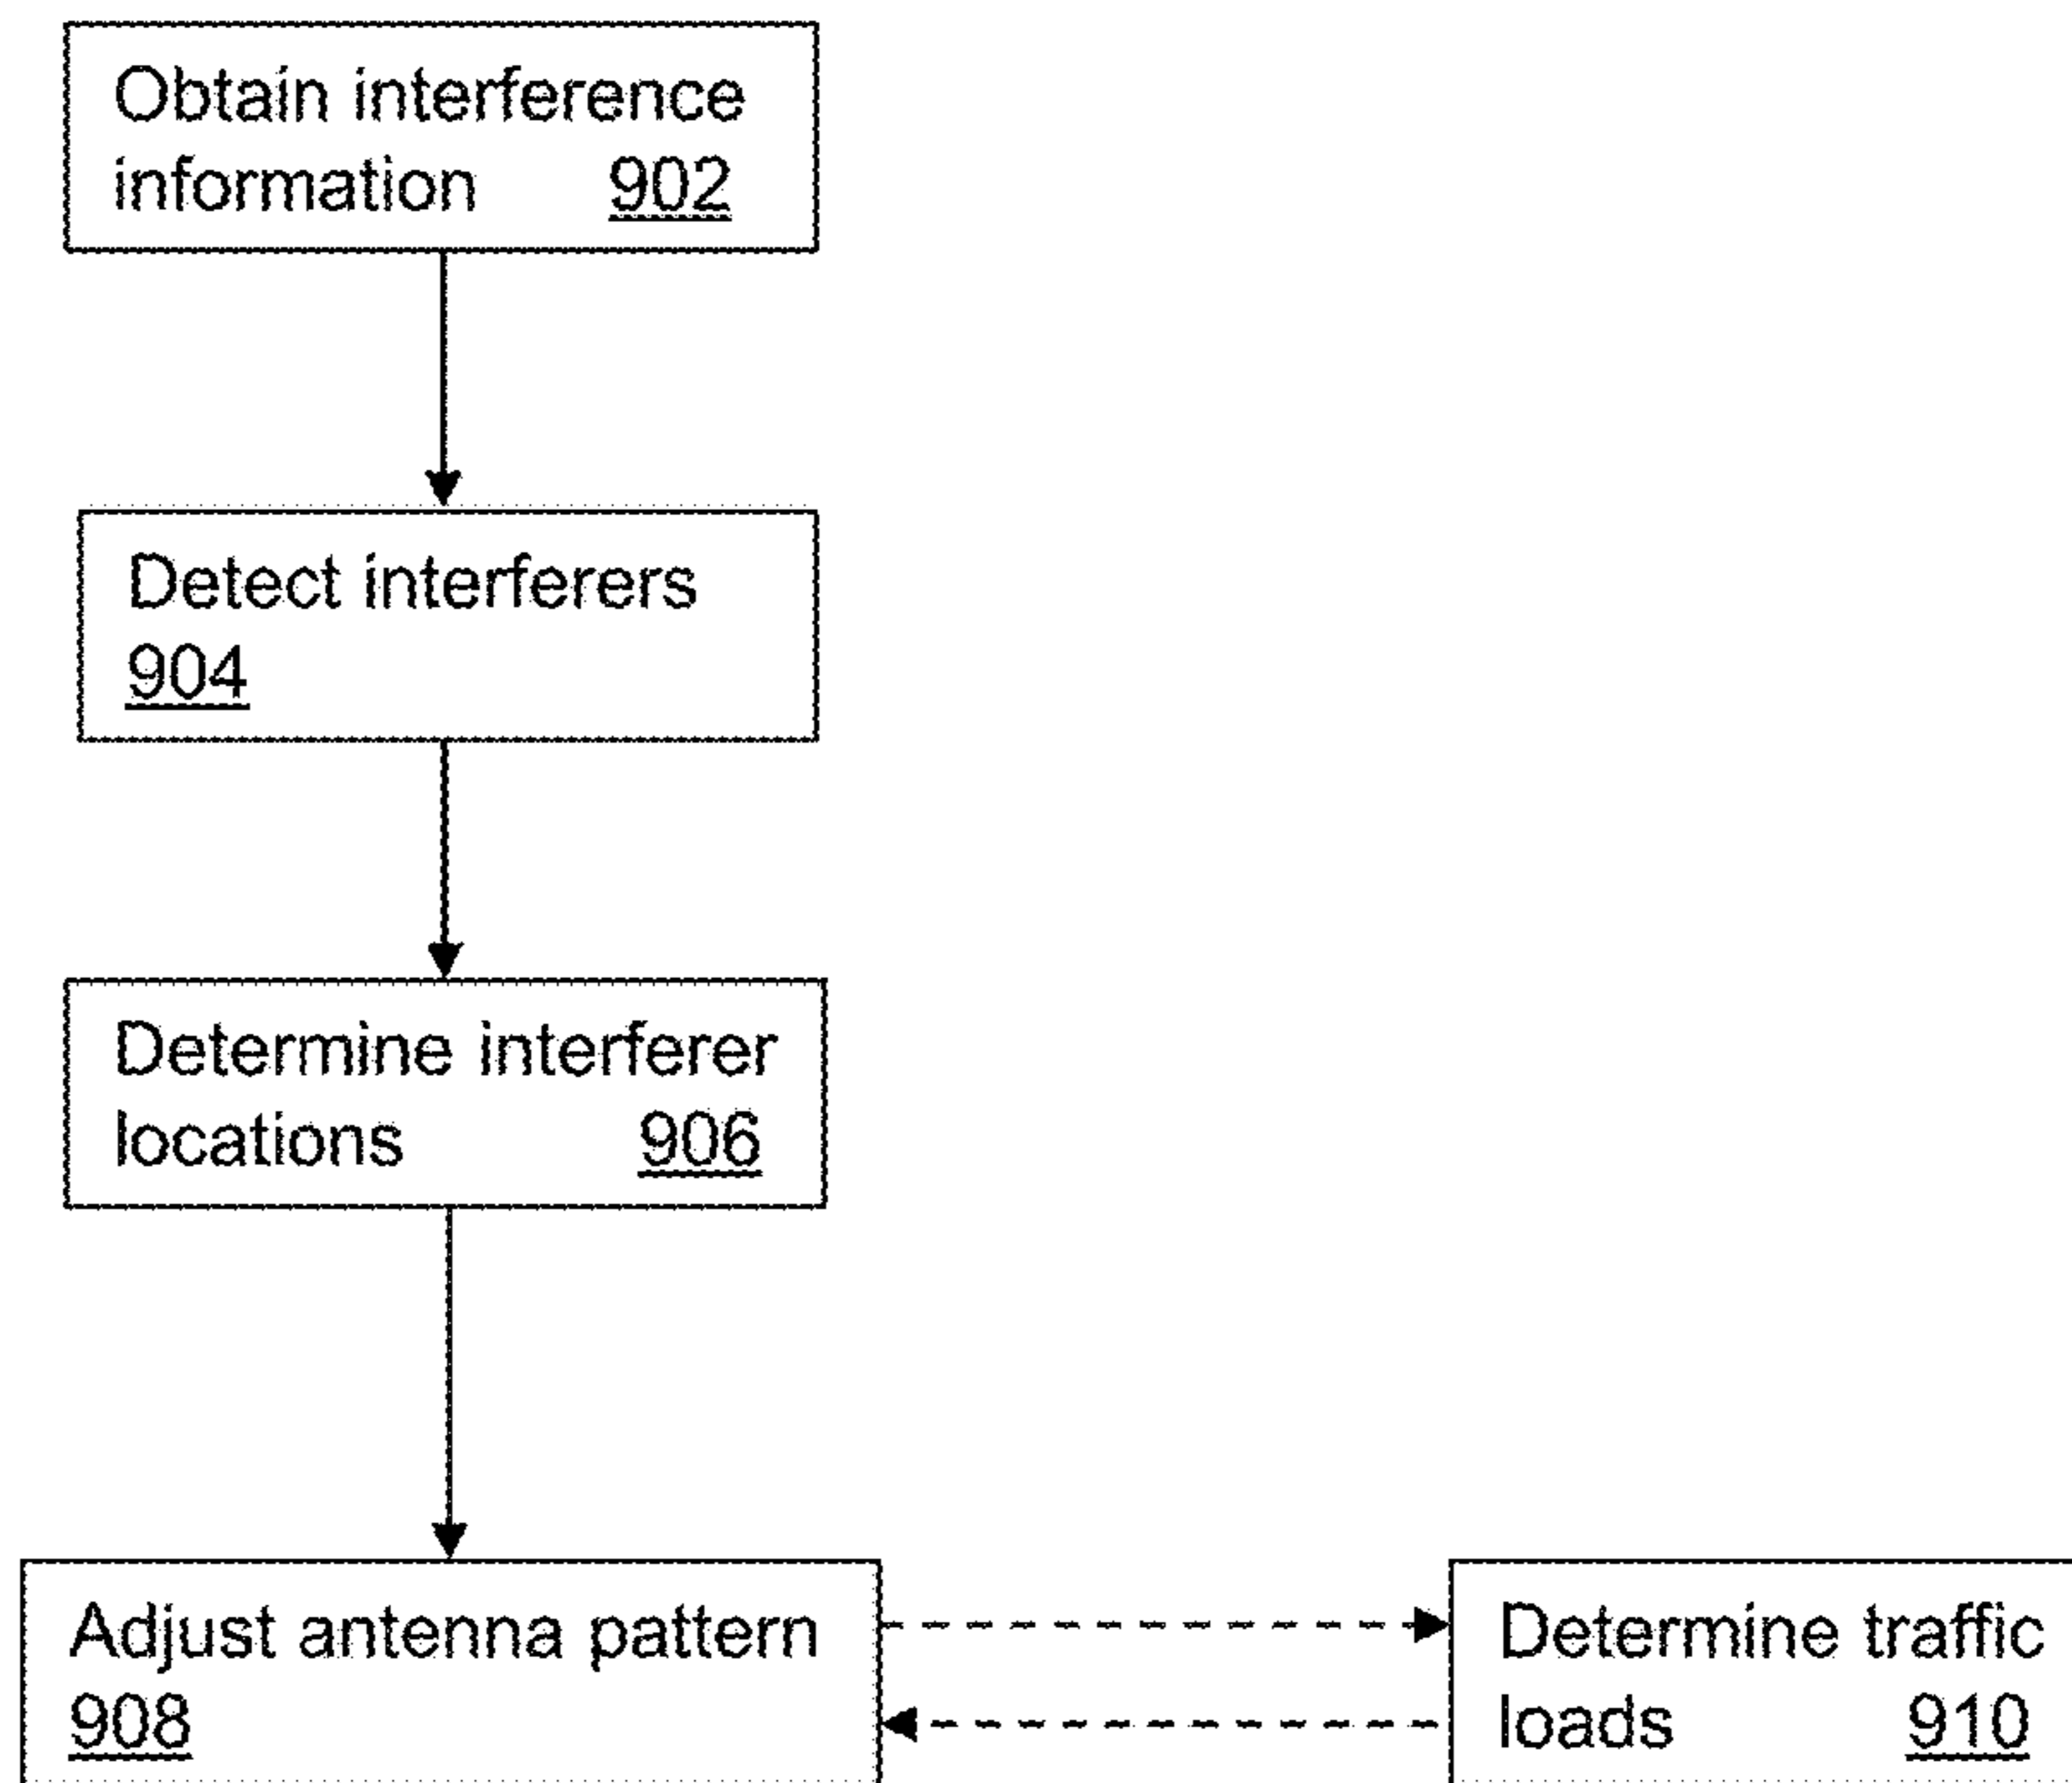 Obtain interference
information 902
Detect interferers
904
Determine interferer
locations 906
Adjust antenna pattern
908
Determine traffic
loads 910